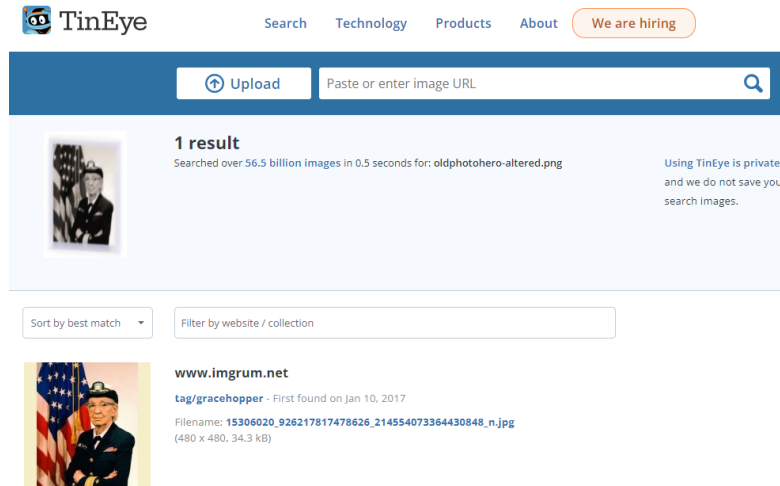 TinEye
Search Technology Products About We are hiring
Upload Paste or enter image URL
1 result
Searched over 56.5 billion images in 0.5 seconds for: oldphotohero-altered.png
Using TinEye is private
and we do not save you
search images.
Sort by best match Filter by website / collection
www.imgrum.net
tag/gracehopper - First found on Jan 10, 2017
Filename: 15306020_926217817478626_214554073364430848_n.jpg
(480 x 480, 34.3 kB)